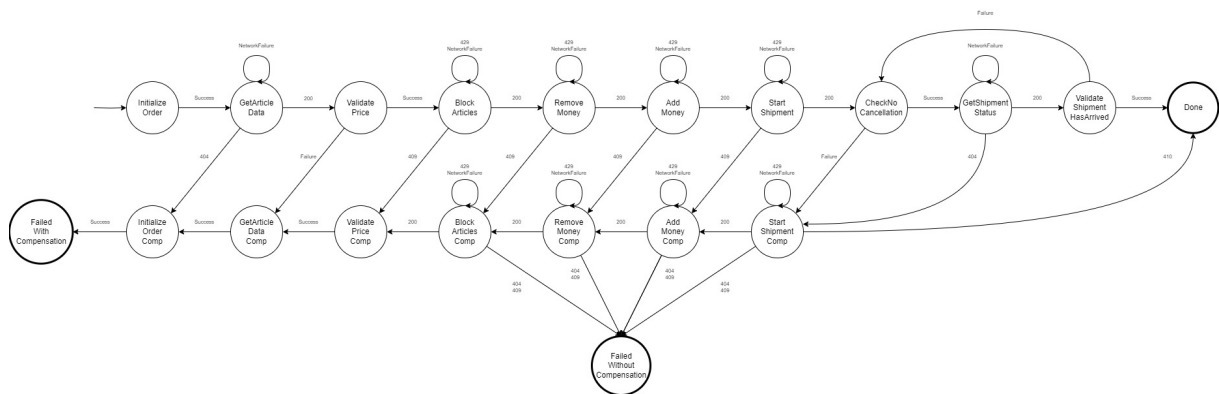 Failure
NetworkFailure
429
NetworkFailure
429
NetworkFailure
429
NetworkFailure
429
NetworkFailure
NetworkFailure
Initialize
Order
Success
GetArticle
Data
200
Validate
Price
Success
Block
Articles
200
Remove
Money
200
Add
Money
200
Start
Shipment
200
CheckNo
Cancellation
Success
GetShipment
Status
200
Validate
Shipment
HasArrived
Success
Done
404
Failure
409
409
409
409
Failure
404
410
429
NetworkFailure
429
NetworkFailure
429
NetworkFailure
429
NetworkFailure
Failed
With
Compensation
Success
Initialize
Order
Comp
Success
GetArticle
Data
Comp
Success
Validate
Price
Comp
200
Block
Articles
Comp
200
Remove
Money
Comp
200
Add
Money
Comp
200
Start
Shipment
Comp
404
409
404
409
404
409
404
409
Failed
Without
Compensation